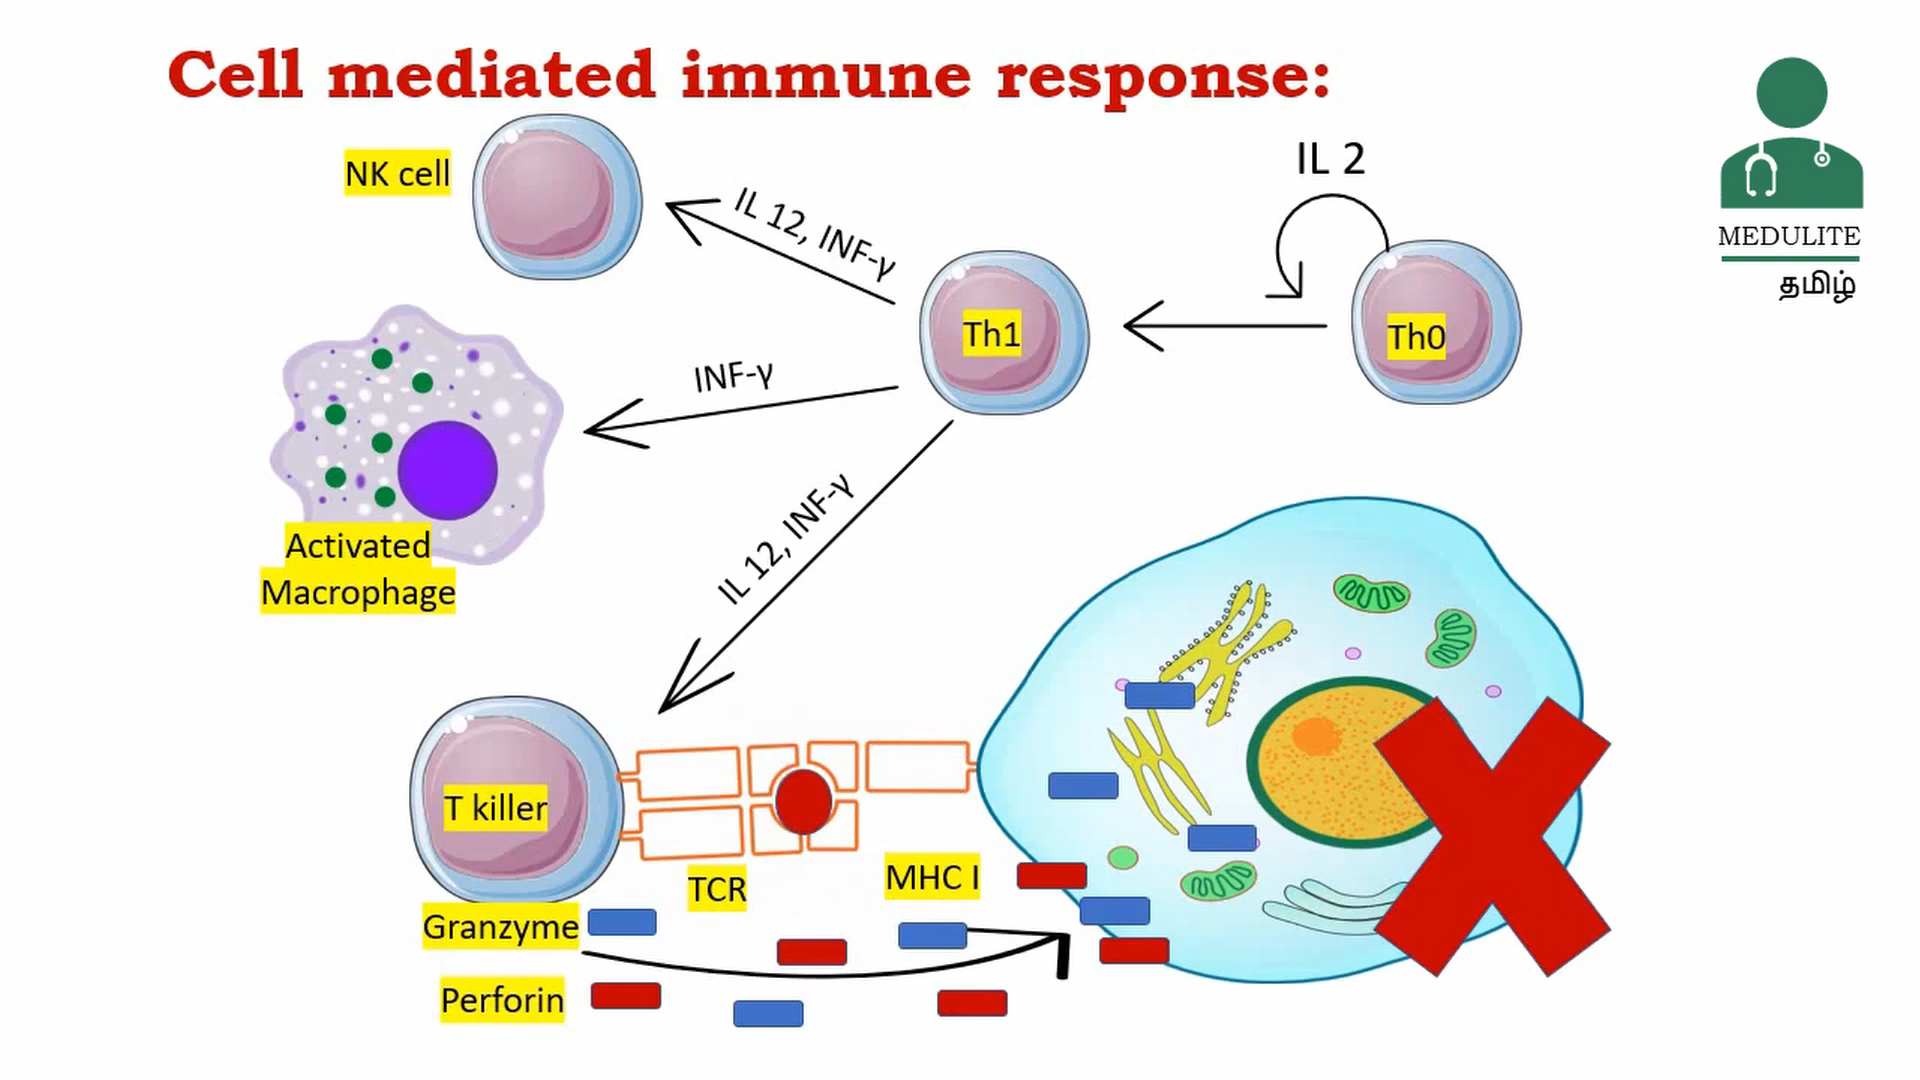 Cell mediated immune response:
NK cell
IL 12, INF-γ
IL 2
MEDULITE
தமிழ்
Th1
Th0
INF-γ
Activated
Macrophage
IL 12, INF-γ
T killer
TCR
MHC I
Granzyme
Perforin